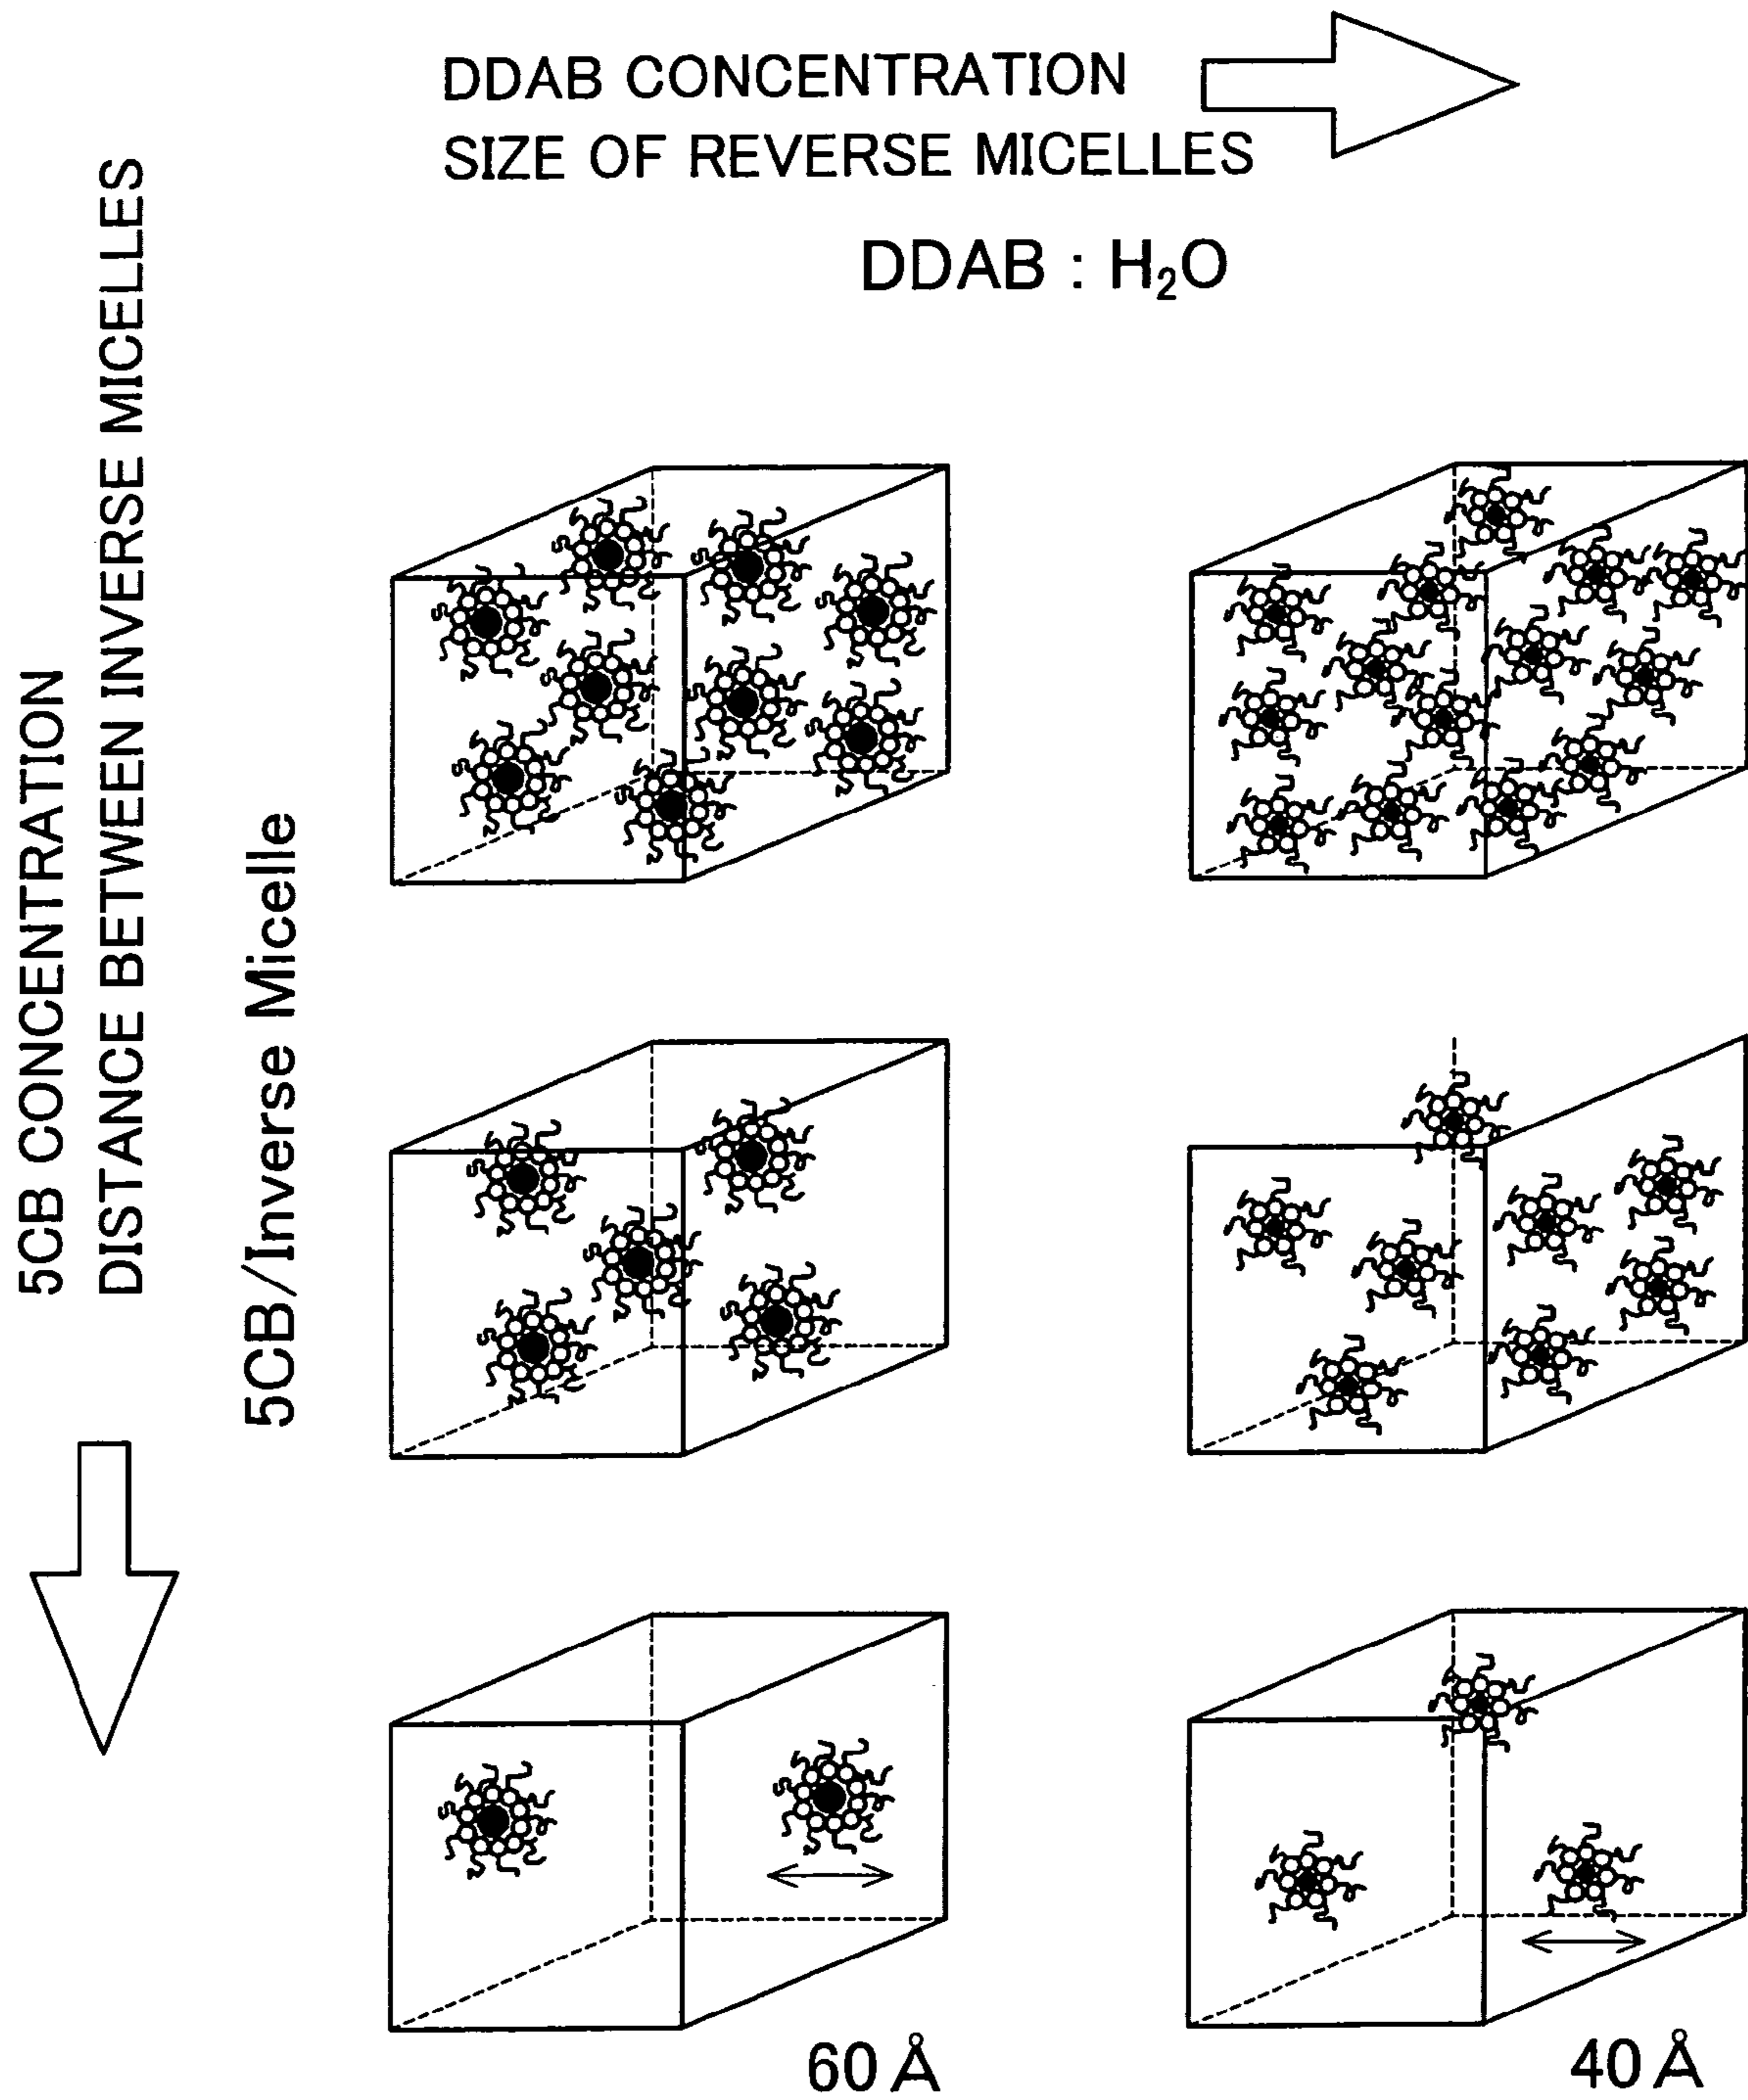 DDAB CONCENTRATION
SIZE OF REVERSE MICELLES
DDAB : H₂O
5CB CONCENTRATION
DISTANCE BETWEEN INVERSE MICELLES
5CB/Inverse Micelle
60 Å
40 Å